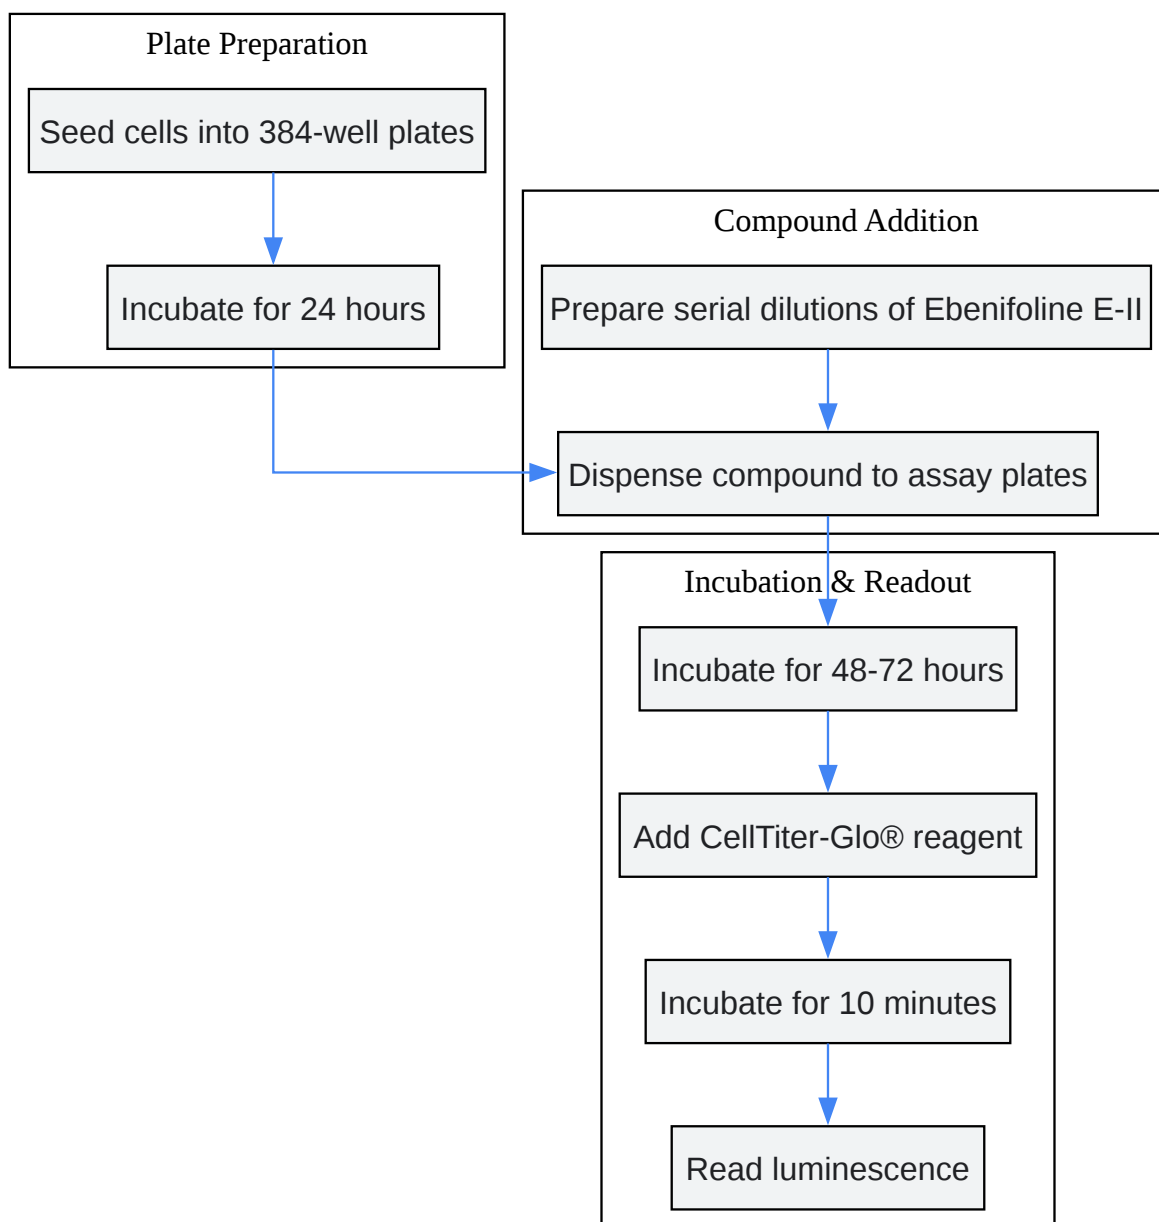 Plate Preparation
Seed cells into 384-well plates
Incubate for 24 hours
Compound Addition
Prepare serial dilutions of Ebenifoline E-II
Dispense compound to assay plates
Incubation & Readout
Incubate for 48-72 hours
Add CellTiter-Glo® reagent
Incubate for 10 minutes
Read luminescence